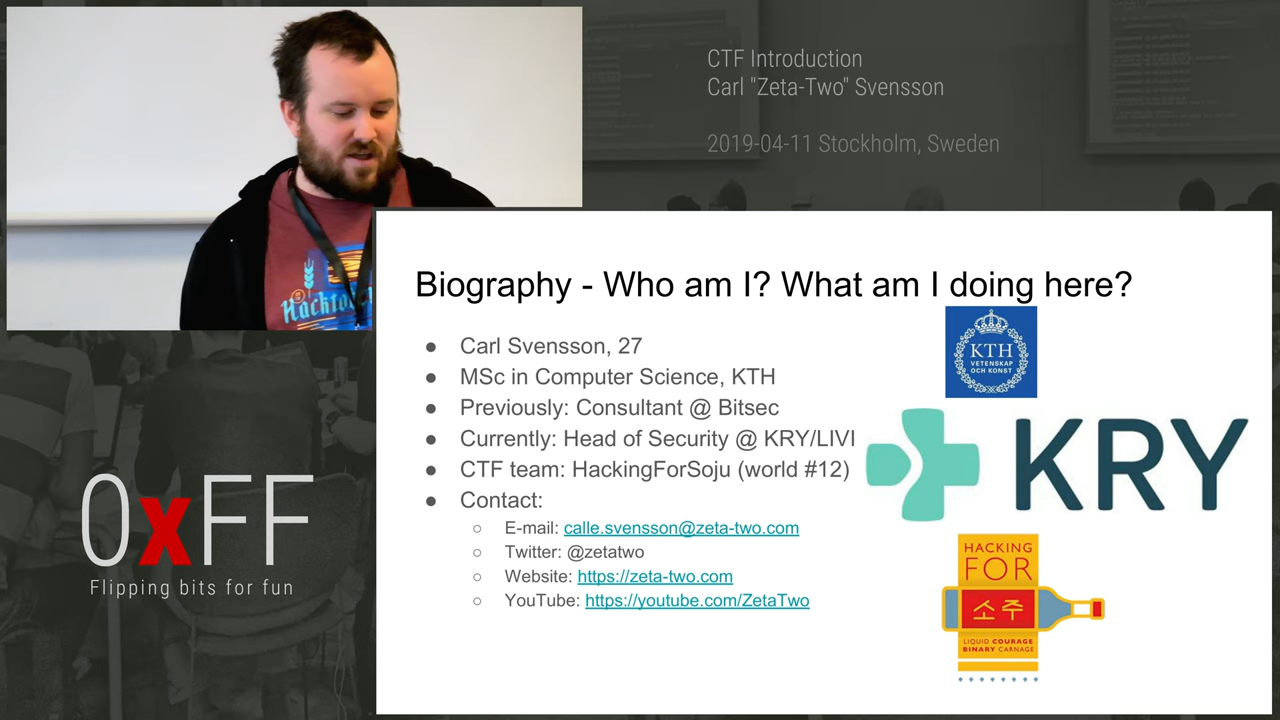 CTF Introduction
Carl "Zeta-Two" Svensson
2019-04-11 Stockholm, Sweden
Biography - Who am I? What am I doing here?
● Carl Svensson, 27
● MSc in Computer Science, KTH
● Previously: Consultant @ Bitsec
● Currently: Head of Security @ KRY/LIVI
● CTF team: HackingForSoju (world #12)
● Contact:
○ E-mail: calle.svensson@zeta-two.com
○ Twitter: @zetatwo
○ Website: https://zeta-two.com
○ YouTube: https://youtube.com/ZetaTwo
KTH
VETENSKAP
OCH KONST
KRY
HACKING
FOR
소주
LIQUID COURAGE
BINARY CARNAGE
0xFF
Flipping bits for fun